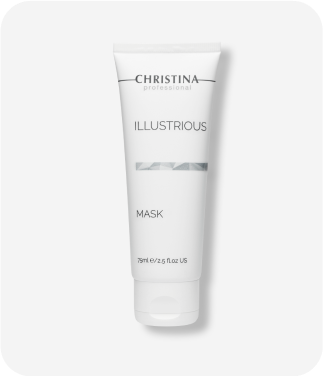 CHRISTINA
professional
ILLUSTRIOUS
MASK
75ml e/2.5 fl.oz US